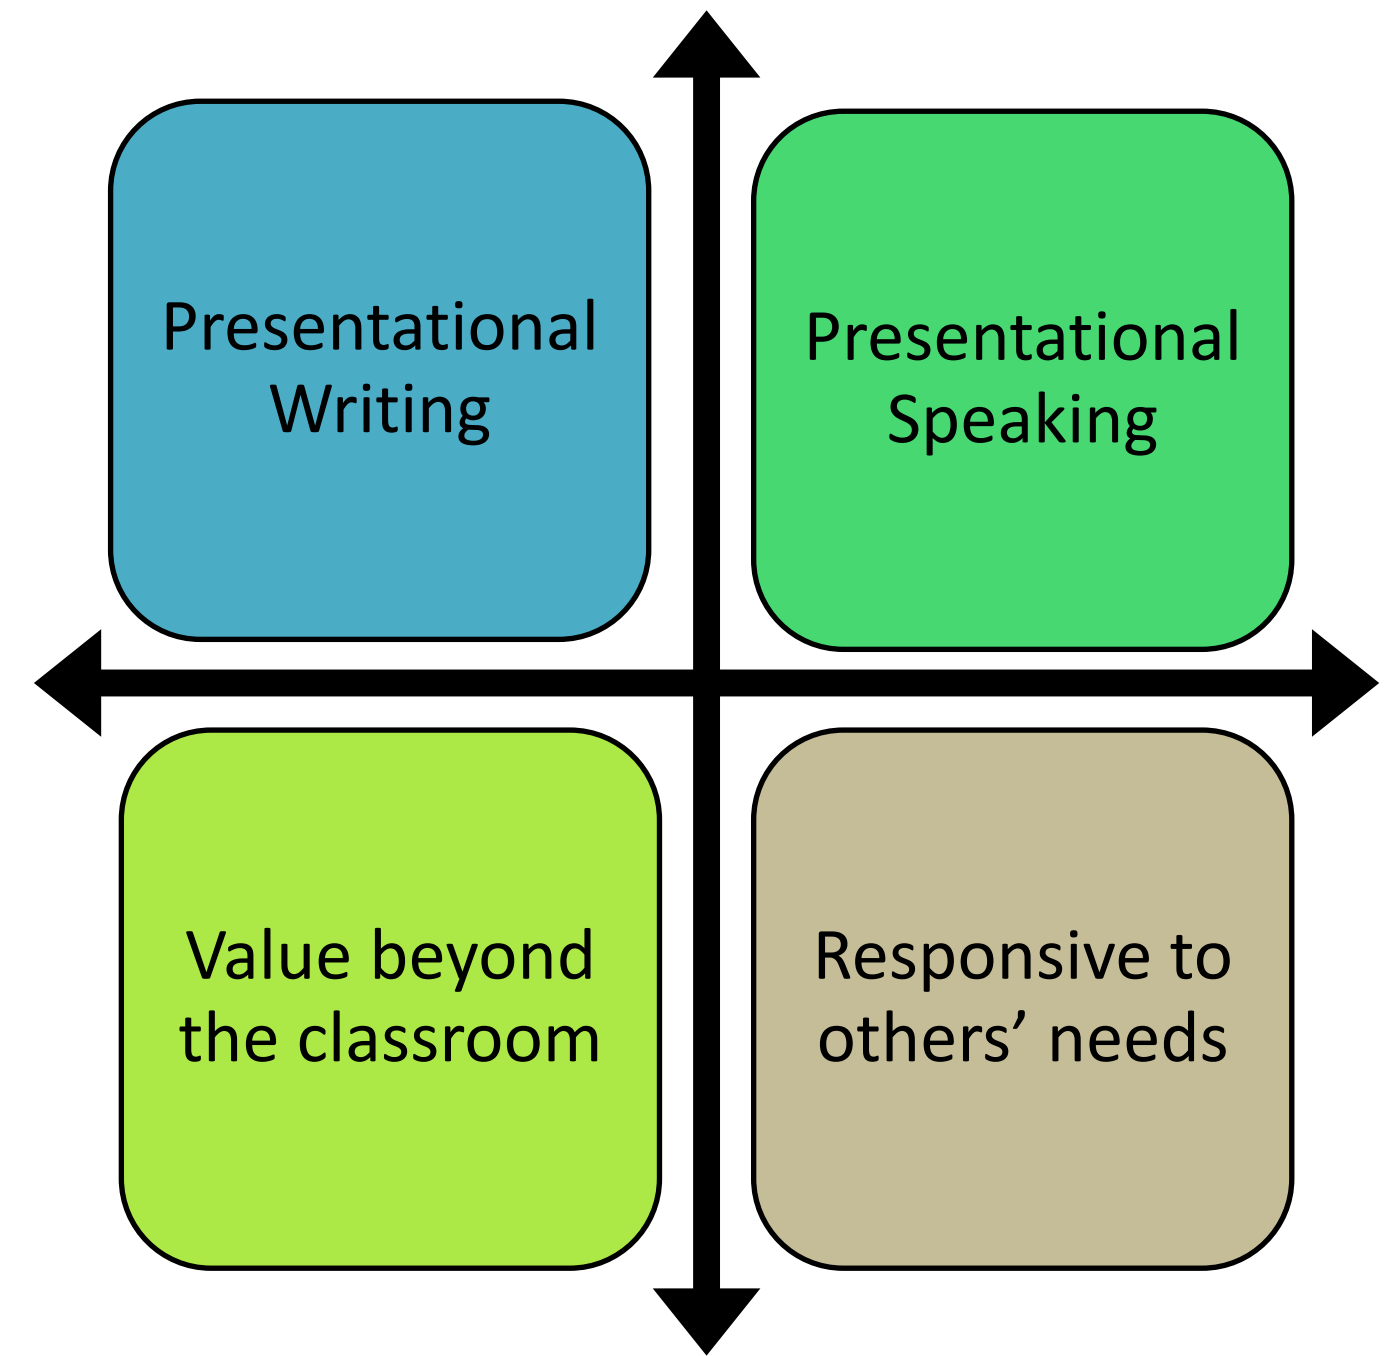 Presentational
Writing
Presentational
Speaking
Value beyond
the classroom
Responsive to
others’ needs